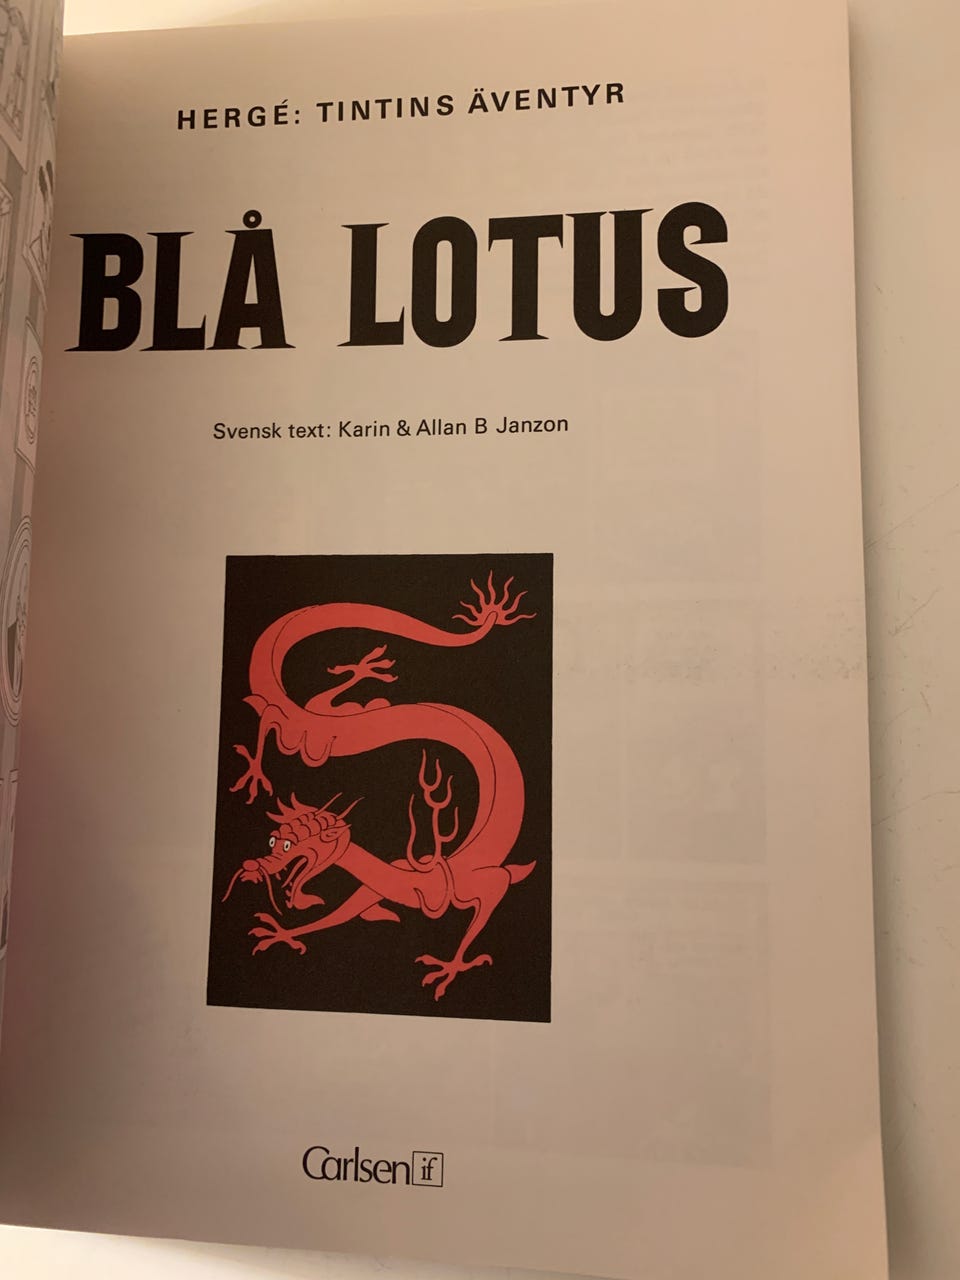 HERGÉ: TINTINS ÄVENTYR
BLÅ LOTUS
Svensk text: Karin & Allan B Janzon
Carlsen if